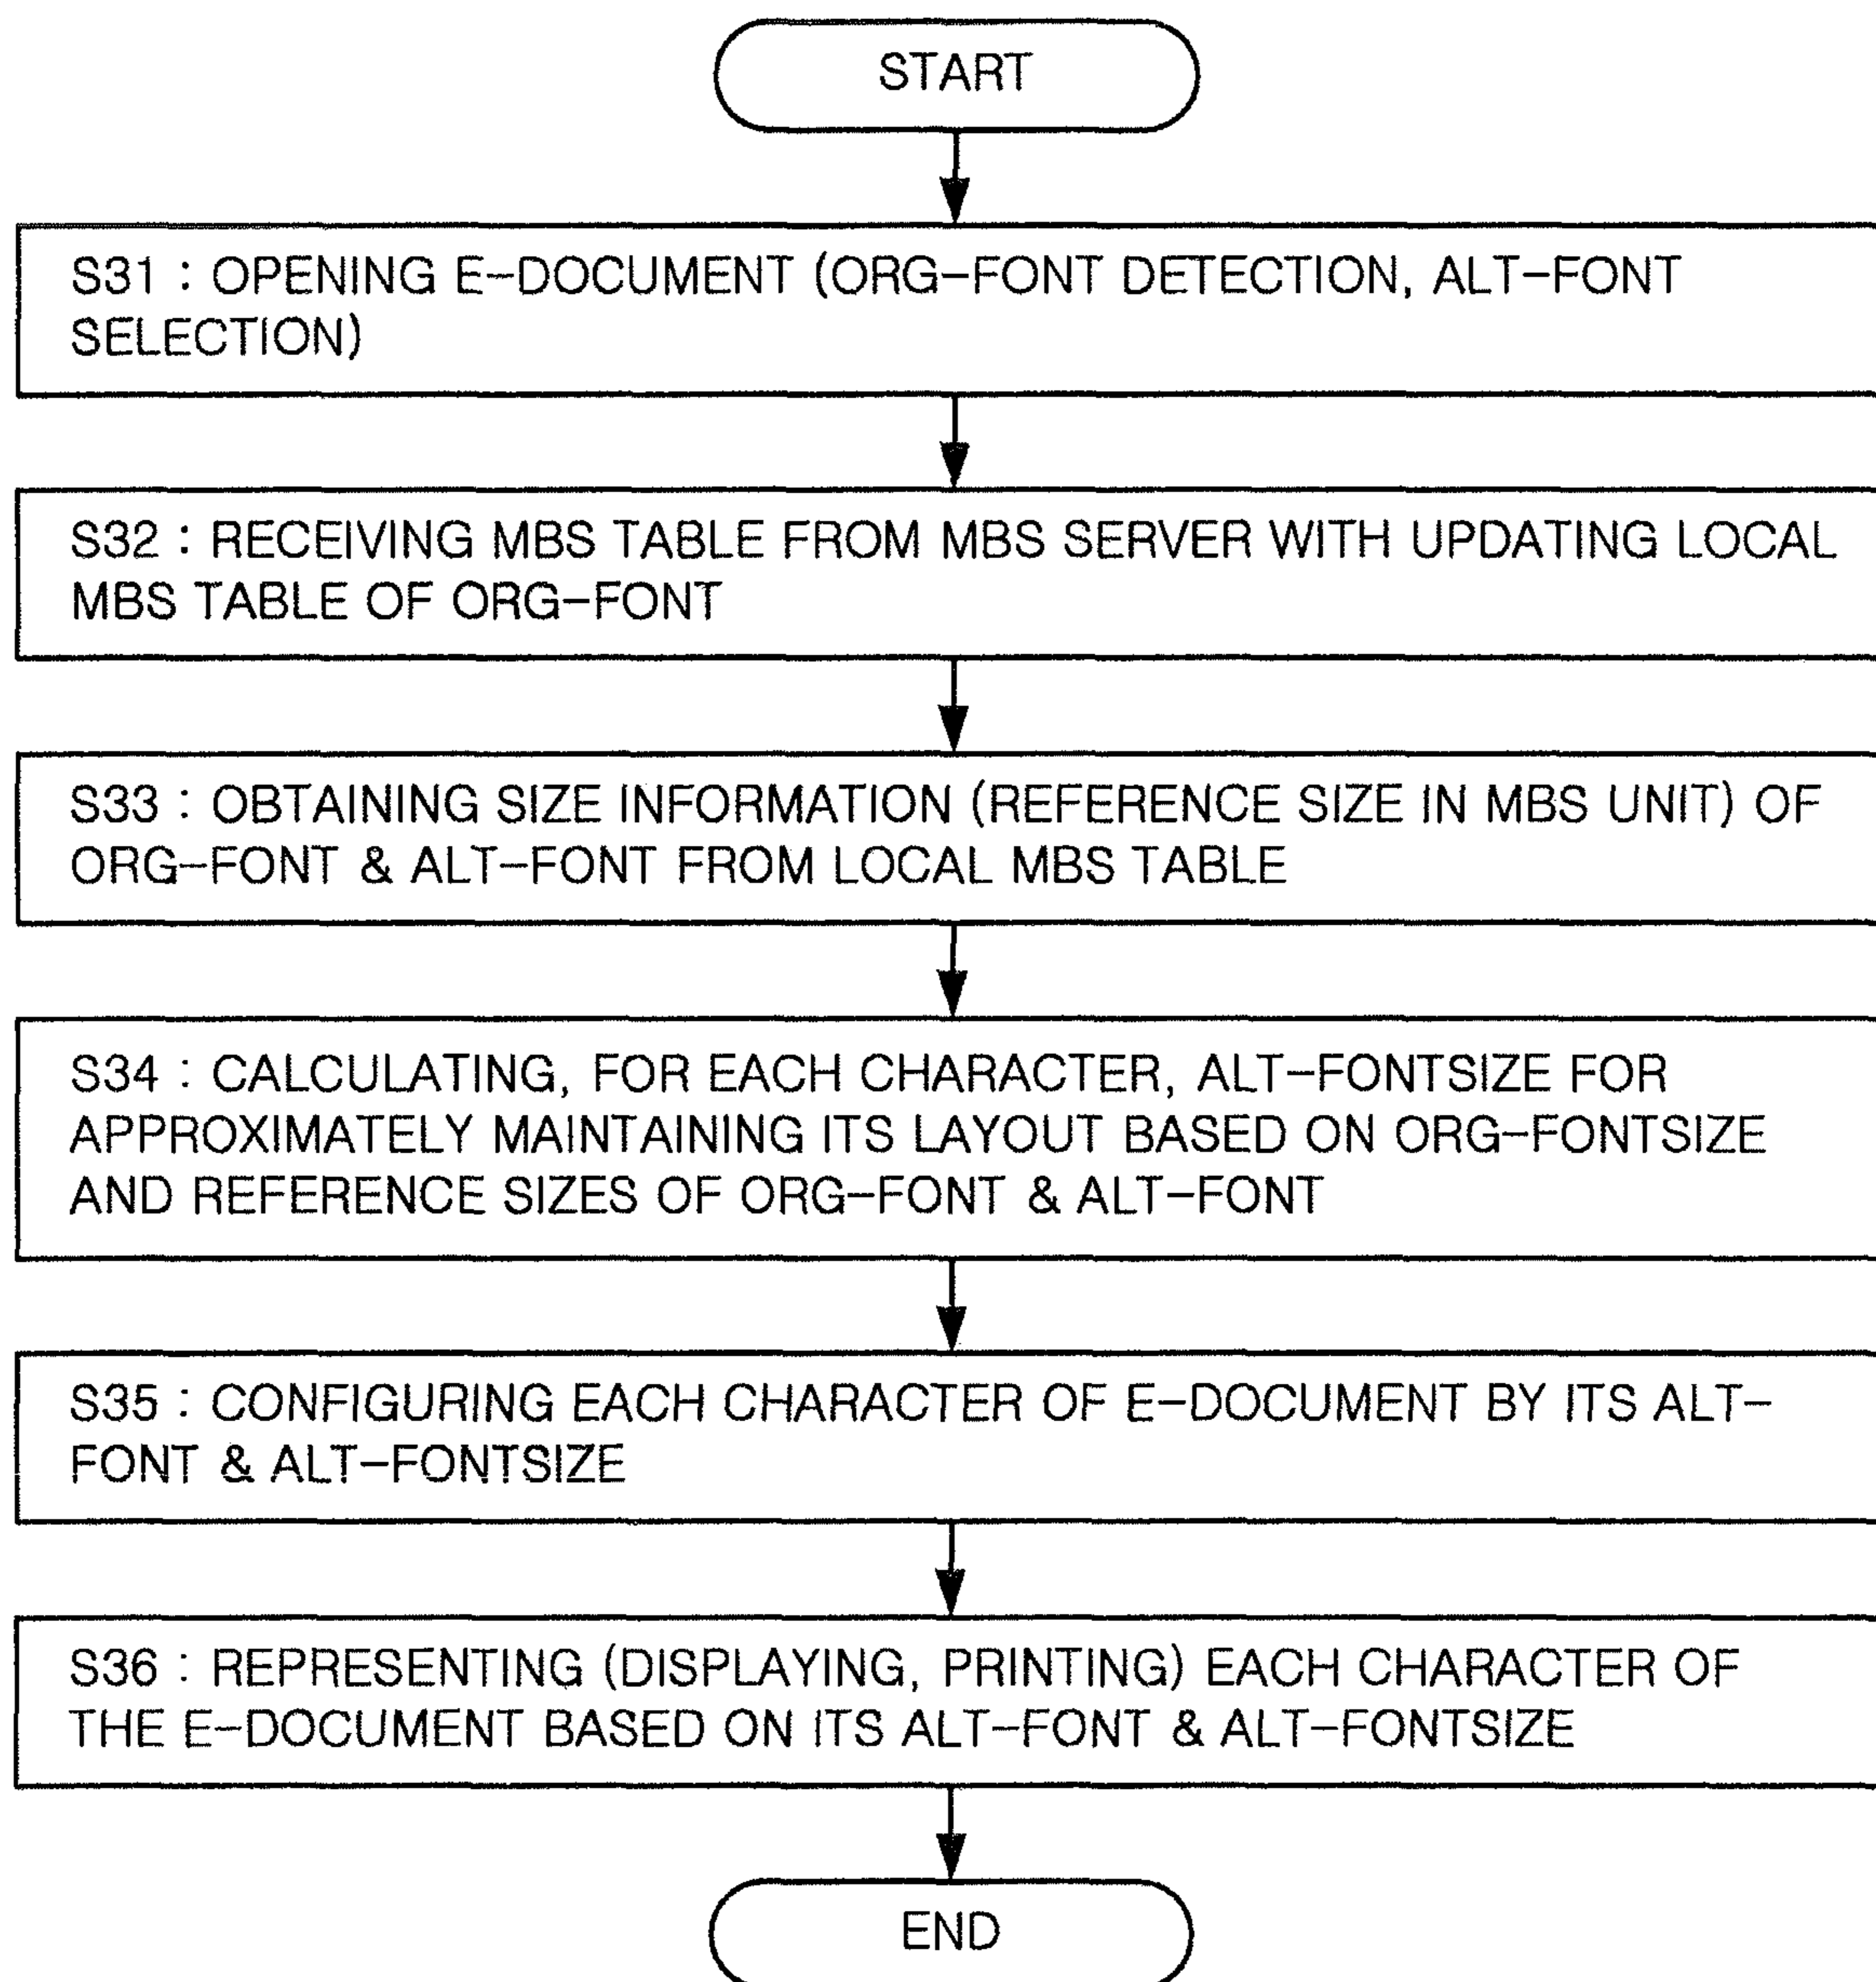 START
S31 : OPENING E-DOCUMENT (ORG-FONT DETECTION, ALT-FONT
SELECTION)
S32 : RECEIVING MBS TABLE FROM MBS SERVER WITH UPDATING LOCAL
MBS TABLE OF ORG-FONT
S33 : OBTAINING SIZE INFORMATION (REFERENCE SIZE IN MBS UNIT) OF
ORG-FONT & ALT-FONT FROM LOCAL MBS TABLE
S34 : CALCULATING, FOR EACH CHARACTER, ALT-FONTSIZE FOR
APPROXIMATELY MAINTAINING ITS LAYOUT BASED ON ORG-FONTSIZE
AND REFERENCE SIZES OF ORG-FONT & ALT-FONT
S35 : CONFIGURING EACH CHARACTER OF E-DOCUMENT BY ITS ALT-
FONT & ALT-FONTSIZE
S36 : REPRESENTING (DISPLAYING, PRINTING) EACH CHARACTER OF
THE E-DOCUMENT BASED ON ITS ALT-FONT & ALT-FONTSIZE
END